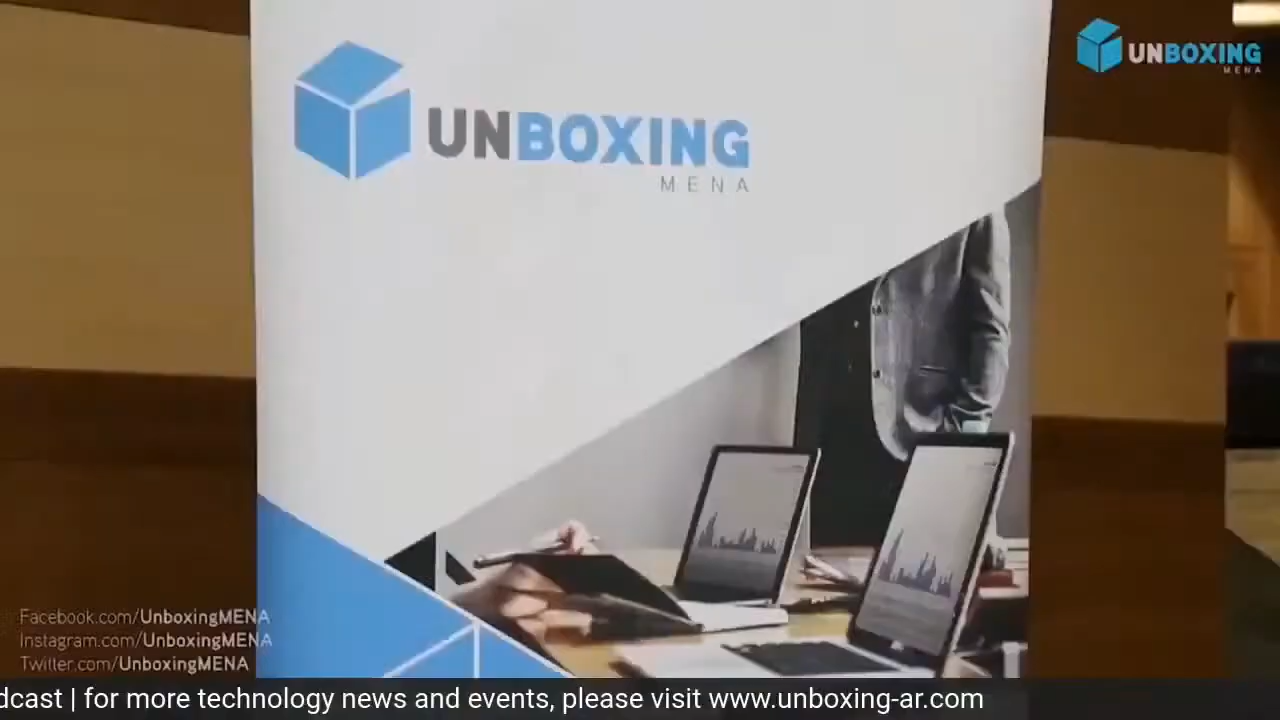 UNBOXING
MENA
UNBOXING
MENA
Facebook.com/UnboxingMENA
Instagram.com/UnboxingMENA
Twitter.com/UnboxingMENA
| for more technology news and events, please visit www.unboxing-ar.com